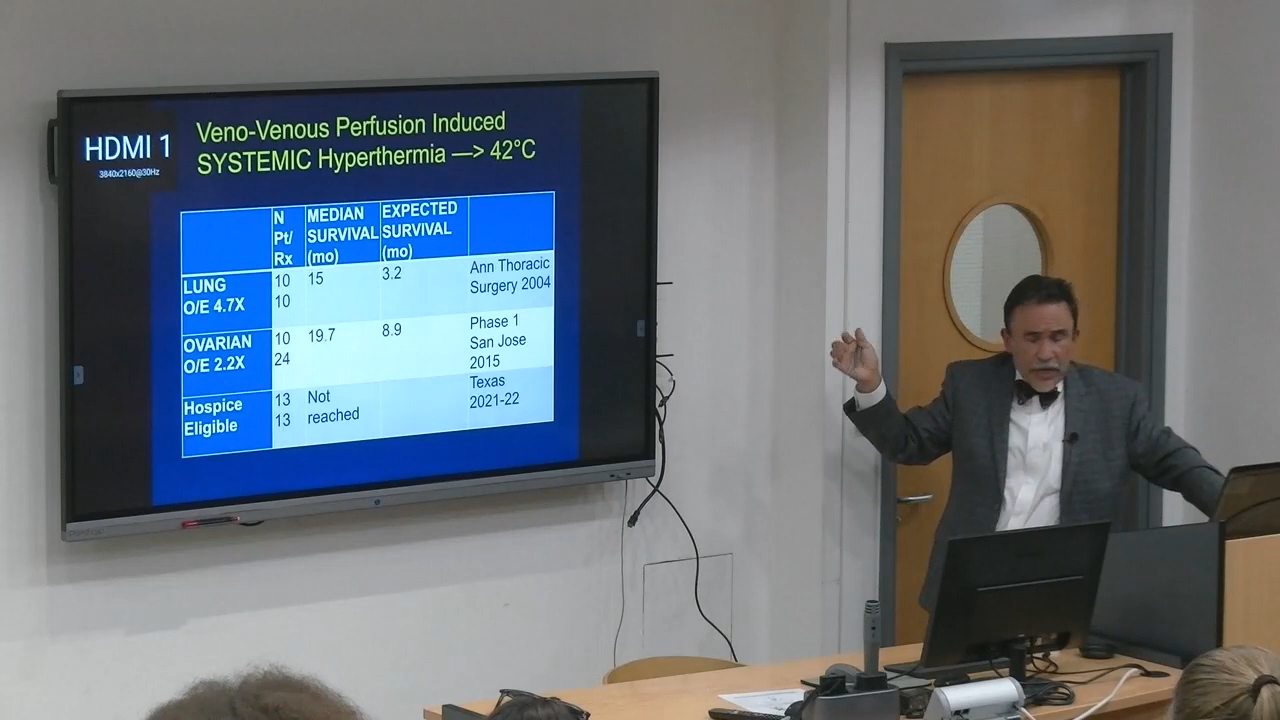 HDMI 1
3840x2160@30Hz
Veno-Venous Perfusion Induced
SYSTEMIC Hyperthermia —> 42°C
N
Pt/
Rx
MEDIAN
SURVIVAL
(mo)
EXPECTED
SURVIVAL
(mo)
LUNG
O/E 4.7X
10
10
15
3.2
Ann Thoracic
Surgery 2004
OVARIAN
O/E 2.2X
10
24
19.7
8.9
Phase 1
San Jose
2015
Hospice
Eligible
13
13
Not
reached
Texas
2021-22